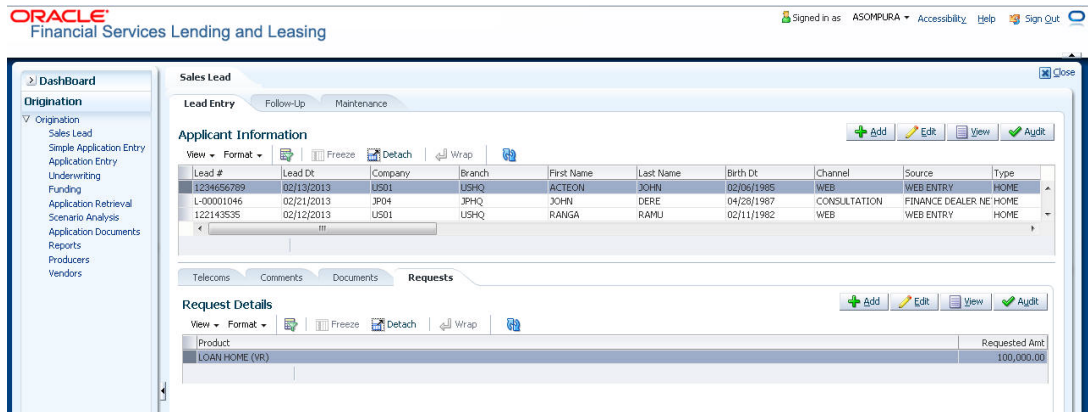 ORACLE®
Financial Services Lending and Leasing
Signed in as ASOMPURA Accessibility Help Sign Out
Close
DashBoard
Origination
Origination
Sales Lead
Simple Application Entry
Application Entry
Underwriting
Funding
Application Retrieval
Scenario Analysis
Application Documents
Reports
Producers
Vendors
Sales Lead
Lead Entry Follow-Up Maintenance
Applicant Information Add Edit View Audit
View Format Freeze Detach Wrap
Lead # Lead Dt Company Branch First Name Last Name Birth Dt Channel Source Type
1234656789 02/13/2013 US01 USHQ ACTEON JOHN 02/06/1985 WEB WEB ENTRY HOME
L-00001046 02/21/2013 JP04 JPHQ JOHN DERE 04/28/1987 CONSULTATION FINANCE DEALER NE HOME
122143535 02/12/2013 US01 USHQ RANGA RAMU 02/11/1982 WEB WEB ENTRY HOME
Telecoms Comments Documents Requests
Request Details Add Edit View Audit
View Format Freeze Detach Wrap
Product Requested Amt
LOAN HOME (VR) 100,000.00